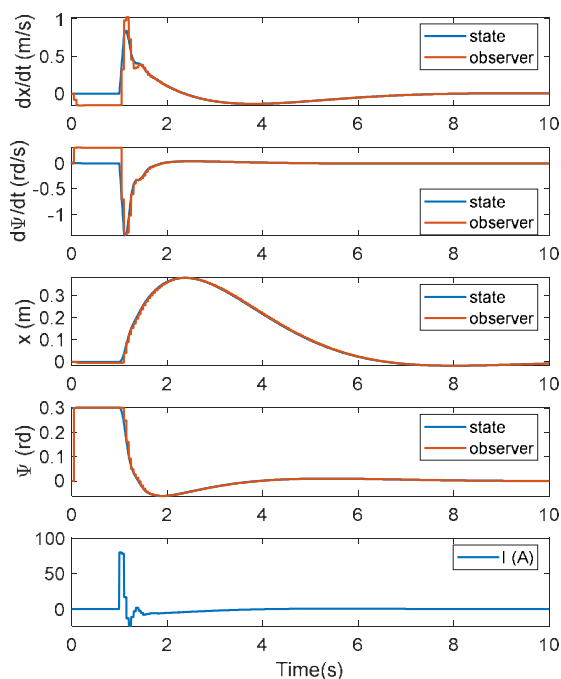 dx/dt (m/s)
1
0.5
0
state
observer
0 2 4 6 8 10
dΨ/dt (rd/s)
0
-0.5
-1
state
observer
0 2 4 6 8 10
x (m)
0.3
0.2
0.1
0
state
observer
0 2 4 6 8 10
Ψ (rd)
0.3
0.2
0.1
0
state
observer
0 2 4 6 8 10
100
50
0
I (A)
0 2 4 6 8 10
Time(s)